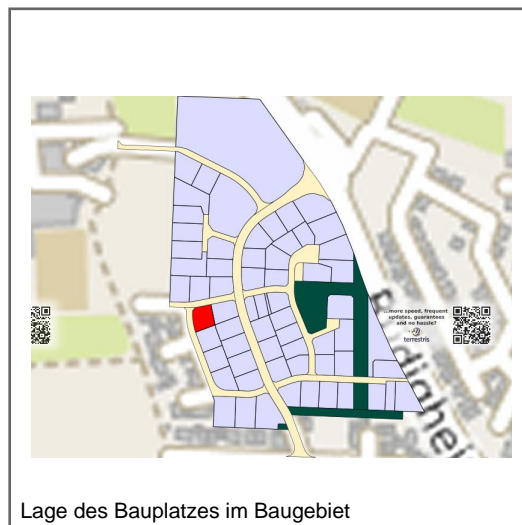 ...more speed, frequent
updates, guarantees
and no hassle?
terrestris
Lage des Bauplatzes im Baugebiet